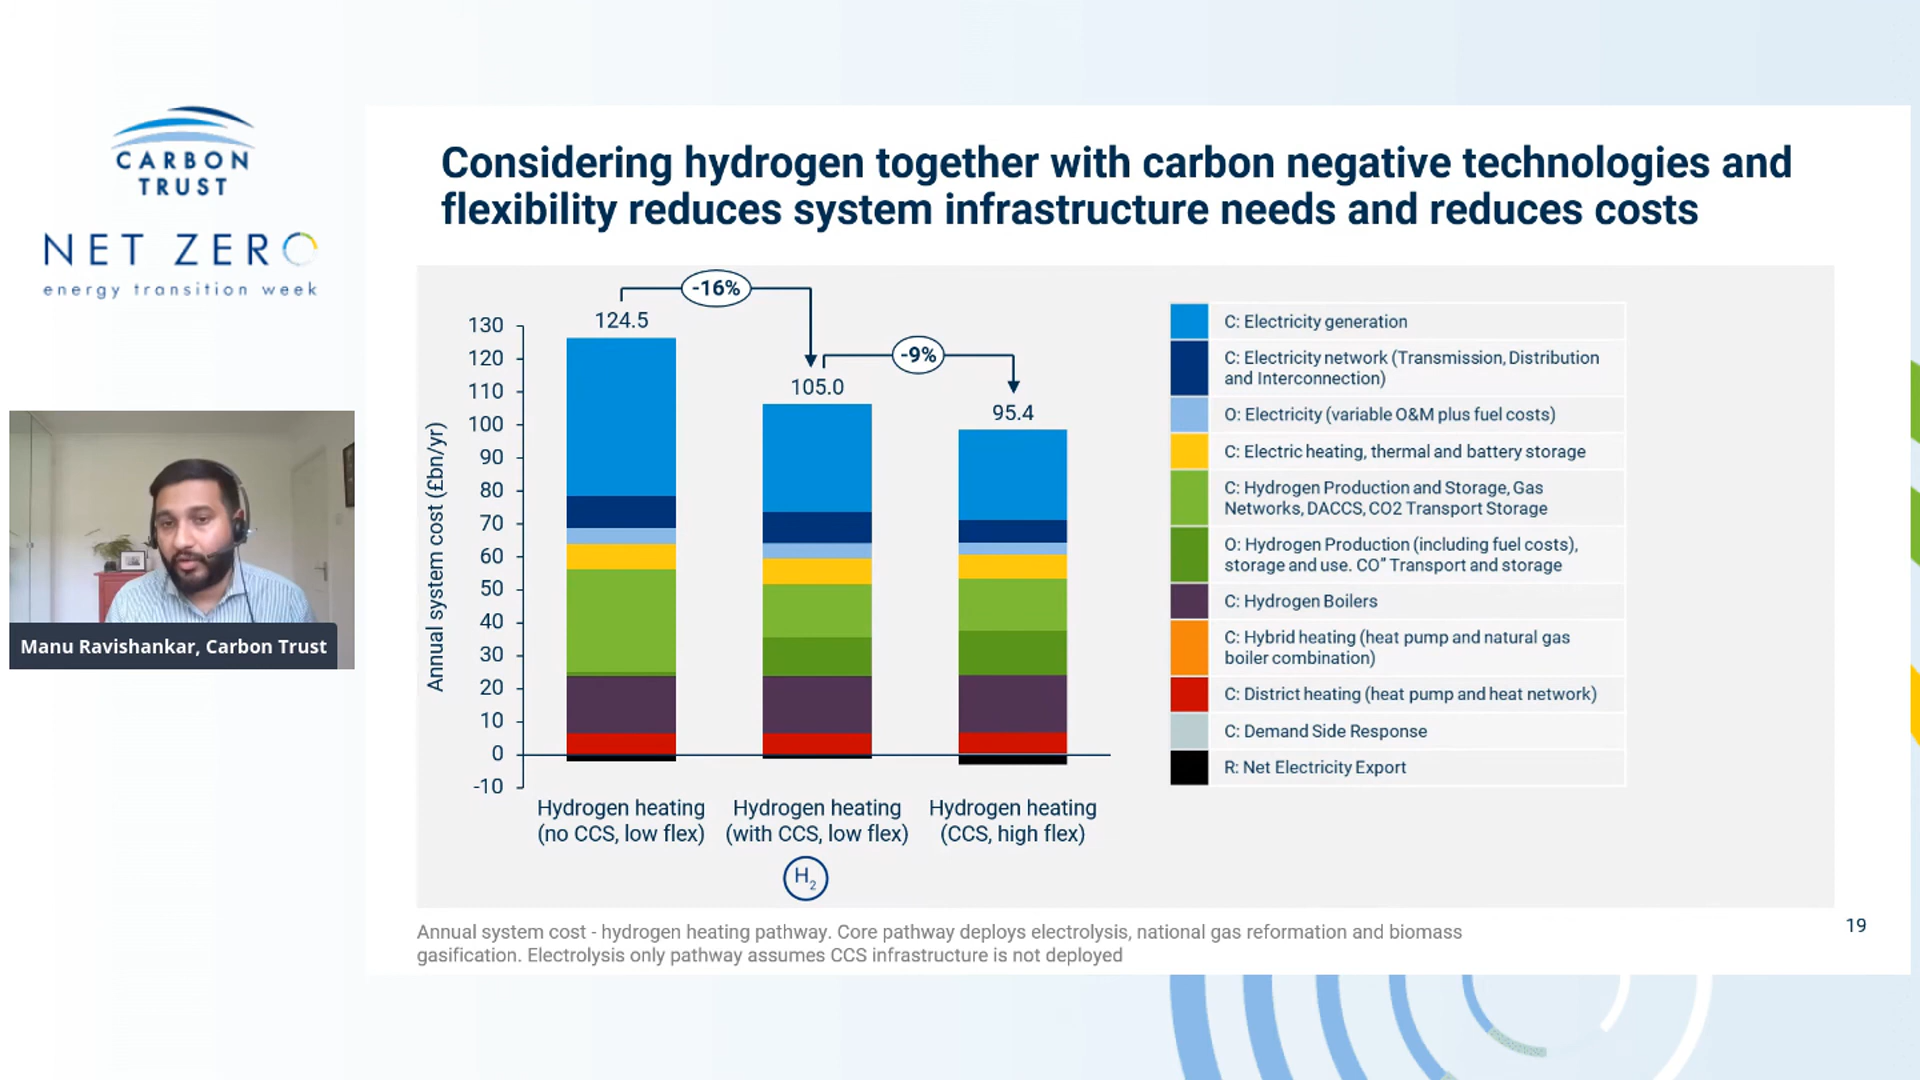 CARBON
TRUST
NET ZERO
energy transition week
Manu Ravishankar, Carbon Trust
Considering hydrogen together with carbon negative technologies and
flexibility reduces system infrastructure needs and reduces costs
-16%
124.5
-9%
105.0
95.4
Annual system cost (£bn/yr)
130
120
110
100
90
80
70
60
50
40
30
20
10
0
-10
Hydrogen heating
(no CCS, low flex)
Hydrogen heating
(with CCS, low flex)
Hydrogen heating
(CCS, high flex)
H2
C: Electricity generation
C: Electricity network (Transmission, Distribution
and Interconnection)
O: Electricity (variable O&M plus fuel costs)
C: Electric heating, thermal and battery storage
C: Hydrogen Production and Storage, Gas
Networks, DACCS, CO2 Transport Storage
O: Hydrogen Production (including fuel costs),
storage and use. CO” Transport and storage
C: Hydrogen Boilers
C: Hybrid heating (heat pump and natural gas
boiler combination)
C: District heating (heat pump and heat network)
C: Demand Side Response
R: Net Electricity Export
Annual system cost - hydrogen heating pathway. Core pathway deploys electrolysis, national gas reformation and biomass
gasification. Electrolysis only pathway assumes CCS infrastructure is not deployed
19